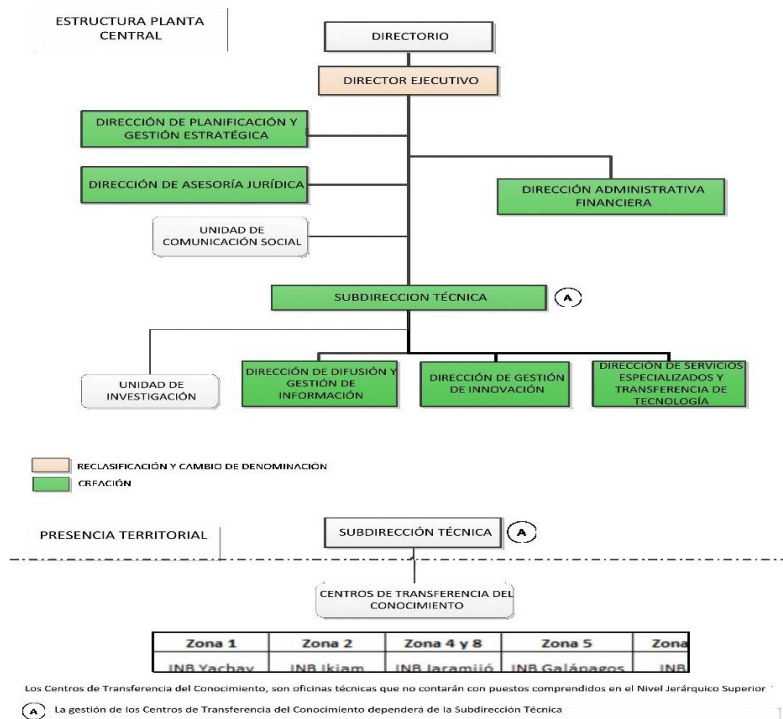 ESTRUCTURA PLANTA
CENTRAL
DIRECTORIO
DIRECTOR EJECUTIVO
DIRECCIÓN DE PLANIFICACIÓN Y
GESTIÓN ESTRATÉGICA
DIRECCIÓN DE ASESORÍA JURÍDICA
DIRECCIÓN ADMINISTRATIVA
FINANCIERA
UNIDAD DE
COMUNICACIÓN SOCIAL
SUBDIRECCION TÉCNICA
A
UNIDAD DE
INVESTIGACIÓN
DIRECCIÓN DE DIFUSIÓN Y
GESTIÓN DE
INFORMACIÓN
DIRECCIÓN DE GESTIÓN
DE INNOVACIÓN
DIRECCIÓN DE SERVICIOS
ESPECIALIZADOS Y
TRANSFERENCIA DE
TECNOLOGÍA
RECLASIFICACIÓN Y CAMBIO DE DENOMINACIÓN
CREACIÓN
PRESENCIA TERRITORIAL
SUBDIRECCIÓN TÉCNICA
A
CENTROS DE TRANSFERENCIA DEL
CONOCIMIENTO
Zona 1 Zona 2 Zona 4 y 8 Zona 5 Zona
INB Yachay INB Ikiam INB Jaramijó INB Galápagos INB
Los Centros de Transferencia del Conocimiento, son oficinas técnicas que no contarán con puestos comprendidos en el Nivel Jerárquico Superior
A La gestión de los Centros de Transferencia del Conocimiento dependerá de la Subdirección Técnica